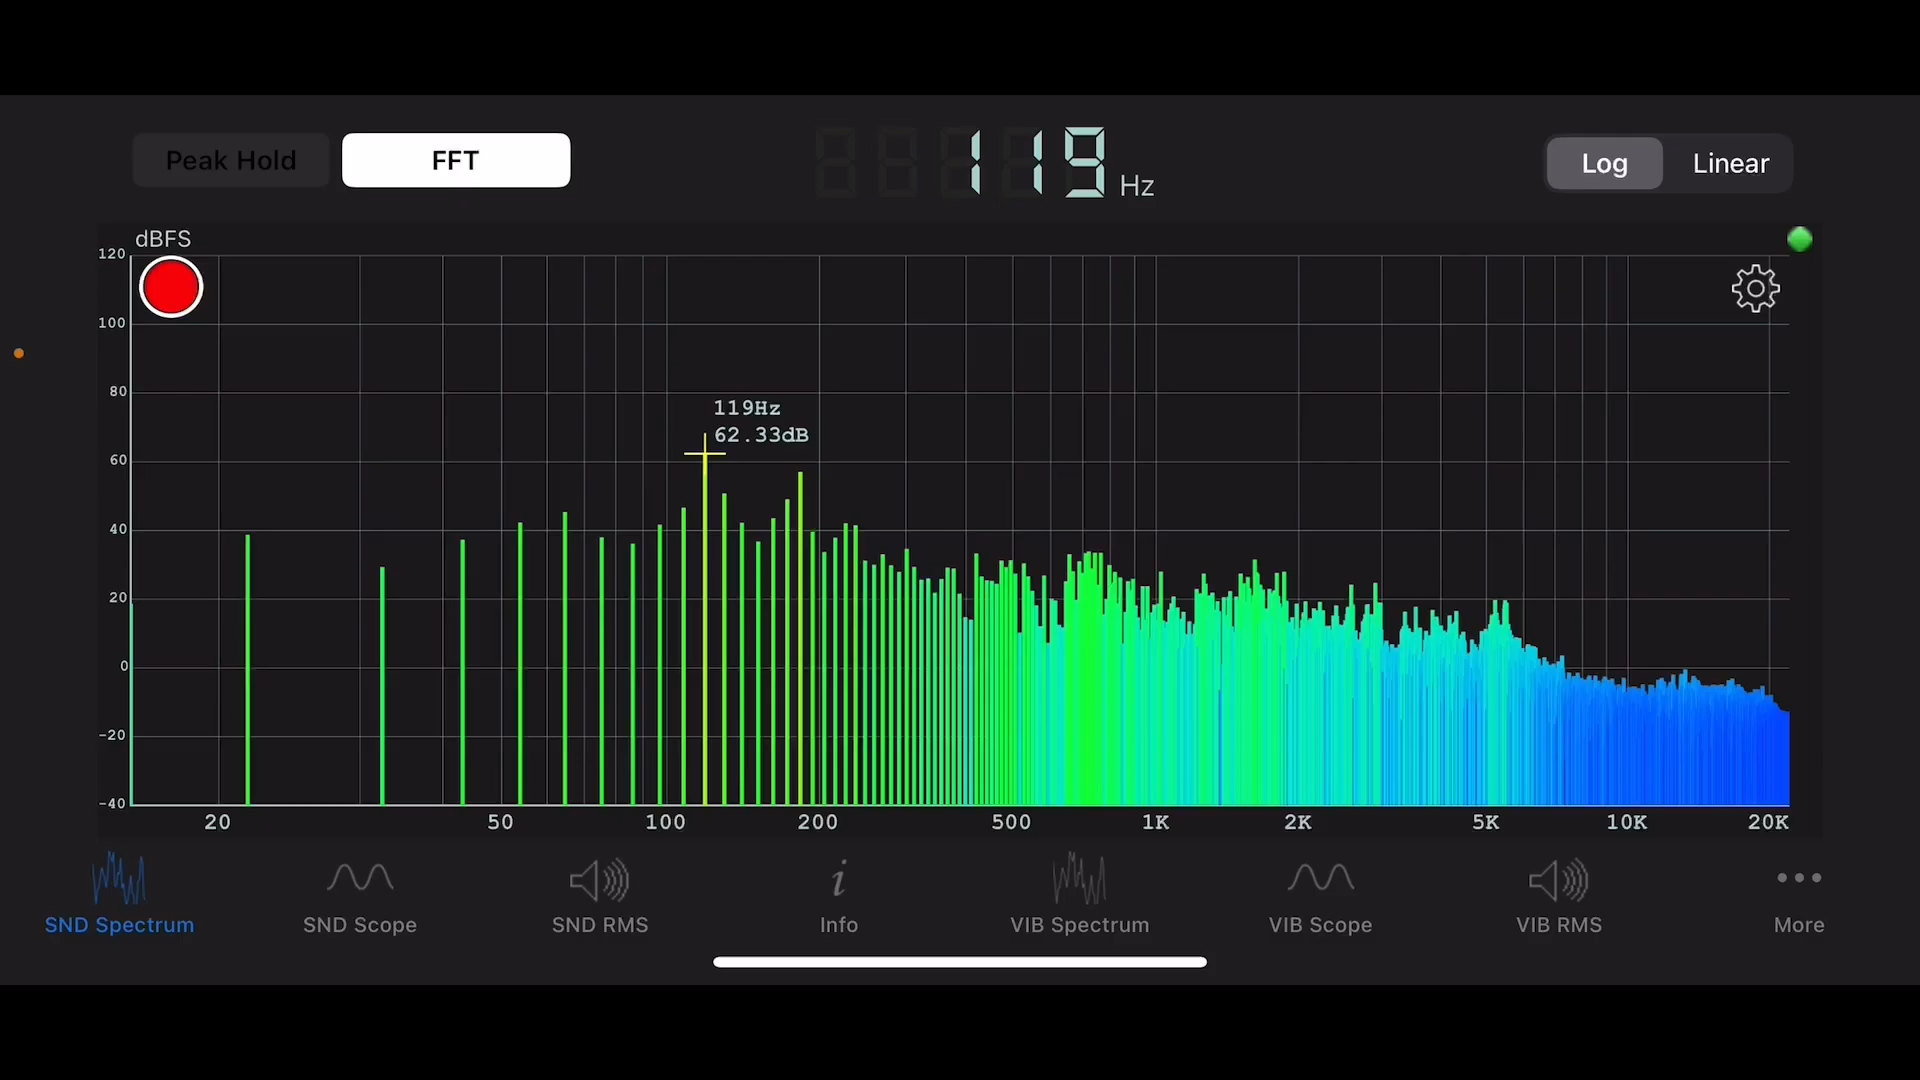 Peak Hold
FFT
119 Hz
Log
Linear
dBFS
120
100
80
60
40
20
0
-20
-40
119Hz
62.33dB
20
50
100
200
500
1K
2K
5K
10K
20K
SND Spectrum
SND Scope
SND RMS
i
Info
VIB Spectrum
VIB Scope
VIB RMS
More